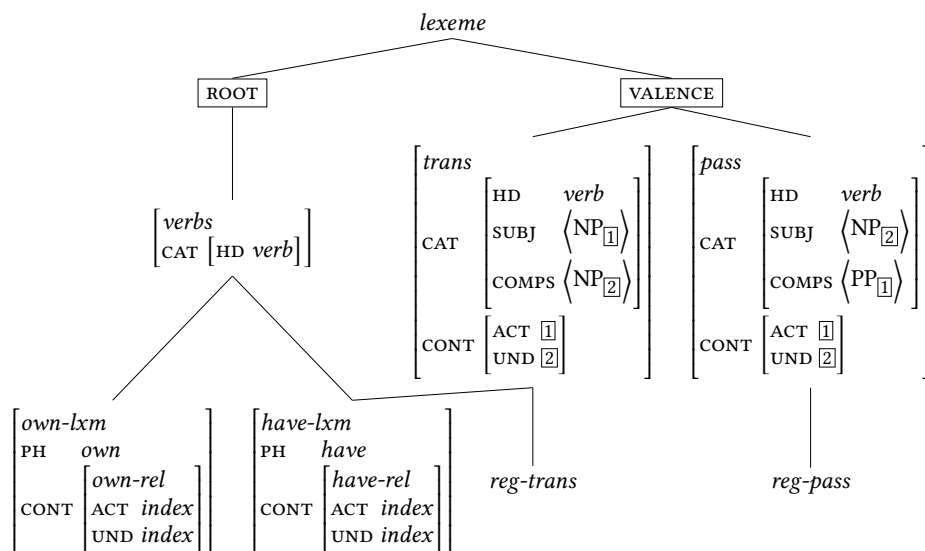 lexeme
ROOT VALENCE
trans
HD verb
SUBJ ⟨NP1⟩
CAT
COMPS ⟨NP2⟩
ACT 1
CONT
UND 2
pass
HD verb
SUBJ ⟨NP2⟩
CAT
COMPS ⟨PP1⟩
ACT 1
CONT
UND 2
verbs
CAT [HD verb]
own-lxm
PH own
own-rel
CONT ACT index
UND index
have-lxm
PH have
have-rel
CONT ACT index
UND index
reg-trans
reg-pass